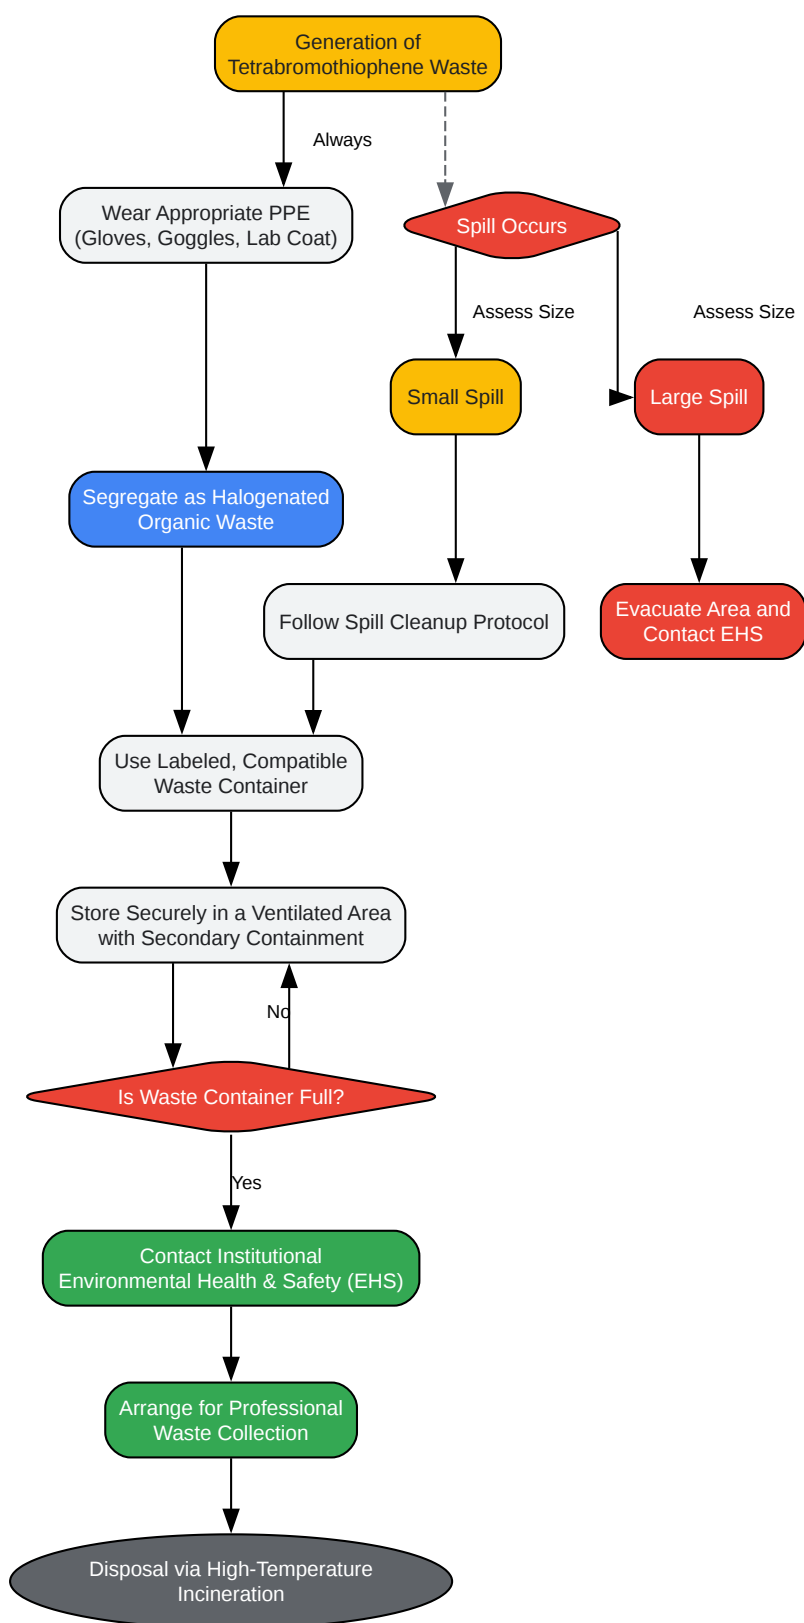 Generation of
Tetrabromothiophene Waste
Always
Wear Appropriate PPE
(Gloves, Goggles, Lab Coat)
Spill Occurs
Assess Size
Assess Size
Small Spill
Large Spill
Segregate as Halogenated
Organic Waste
Follow Spill Cleanup Protocol
Evacuate Area and
Contact EHS
Use Labeled, Compatible
Waste Container
Store Securely in a Ventilated Area
with Secondary Containment
No
Is Waste Container Full?
Yes
Contact Institutional
Environmental Health & Safety (EHS)
Arrange for Professional
Waste Collection
Disposal via High-Temperature
Incineration